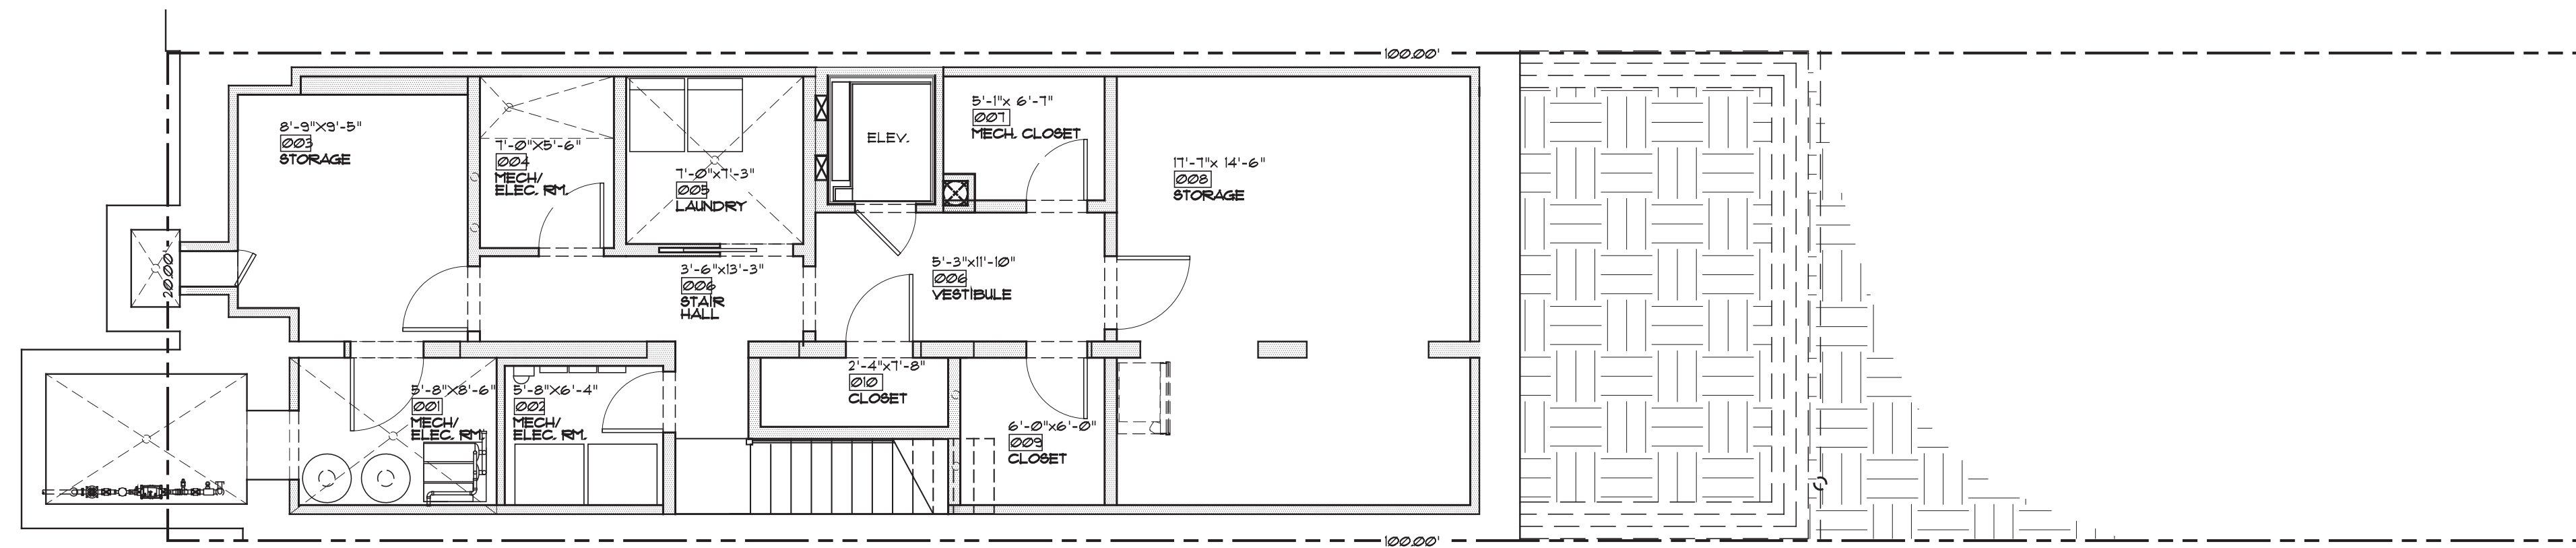 100.00'
8'-9"X9'-5"
003
STORAGE
7'-0"X5'-6"
004
MECH/
ELEC. RM.
7'-0"x7'-3"
005
LAUNDRY
ELEV.
5'-1"x 6'-7"
007
MECH. CLOSET
17'-7"x 14'-6"
008
STORAGE
20.00'
3'-6"x13'-3"
006
STAIR
HALL
5'-3"x11'-10"
006
VESTIBULE
5'-8"X8'-6"
001
MECH/
ELEC. RM.
5'-8"X6'-4"
002
MECH/
ELEC. RM.
2'-4"x7'-8"
010
CLOSET
6'-0"x6'-0"
009
CLOSET
100.00'